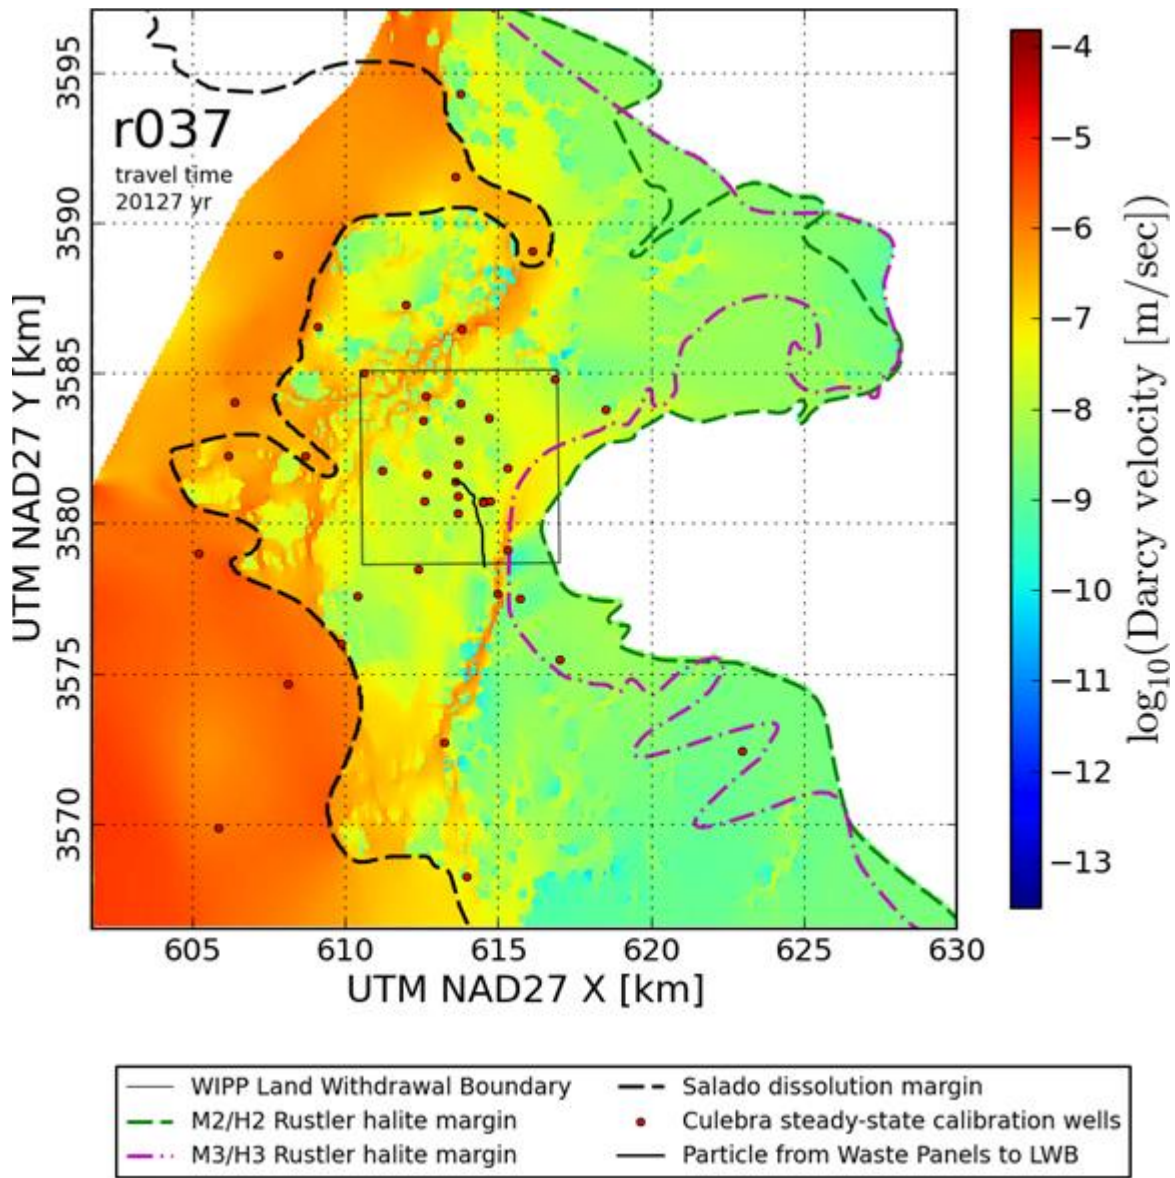 r037
travel time
20127 yr
3595
3590
3585
3580
3575
3570
UTM NAD27 Y [km]
605
610
615
620
625
630
UTM NAD27 X [km]
−4
−5
−6
−7
−8
−9
−10
−11
−12
−13
log10(Darcy velocity [m/sec])
WIPP Land Withdrawal Boundary
M2/H2 Rustler halite margin
M3/H3 Rustler halite margin
Salado dissolution margin
Culebra steady-state calibration wells
Particle from Waste Panels to LWB